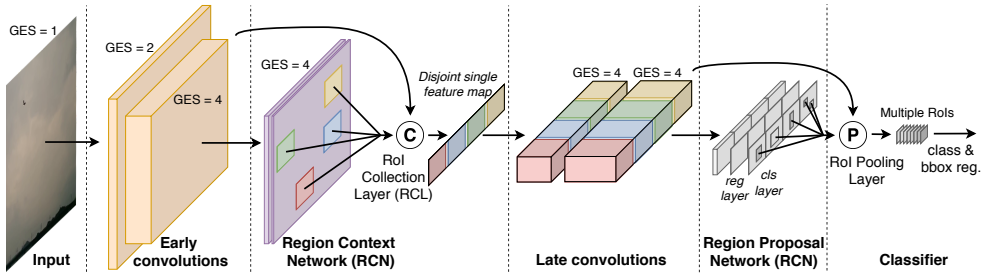 GES = 1
GES = 2
GES = 4
GES = 4
C
RoI
Collection
Layer (RCL)
Disjoint single
feature map
GES = 4
GES = 4
reg
layer
cls
layer
P
RoI Pooling
Layer
Multiple RoIs
class &
bbox reg.
Input
Early
convolutions
Region Context
Network (RCN)
Late convolutions
Region Proposal
Network (RCN)
Classifier